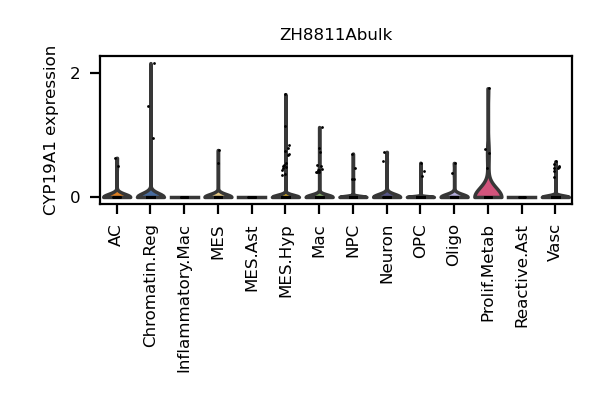 ZH8811Abulk
CYP19A1 expression
2
0
AC
Chromatin.Reg
Inflammatory.Mac
MES
MES.Ast
MES.Hyp
Mac
NPC
Neuron
OPC
Oligo
Prolif.Metab
Reactive.Ast
Vasc